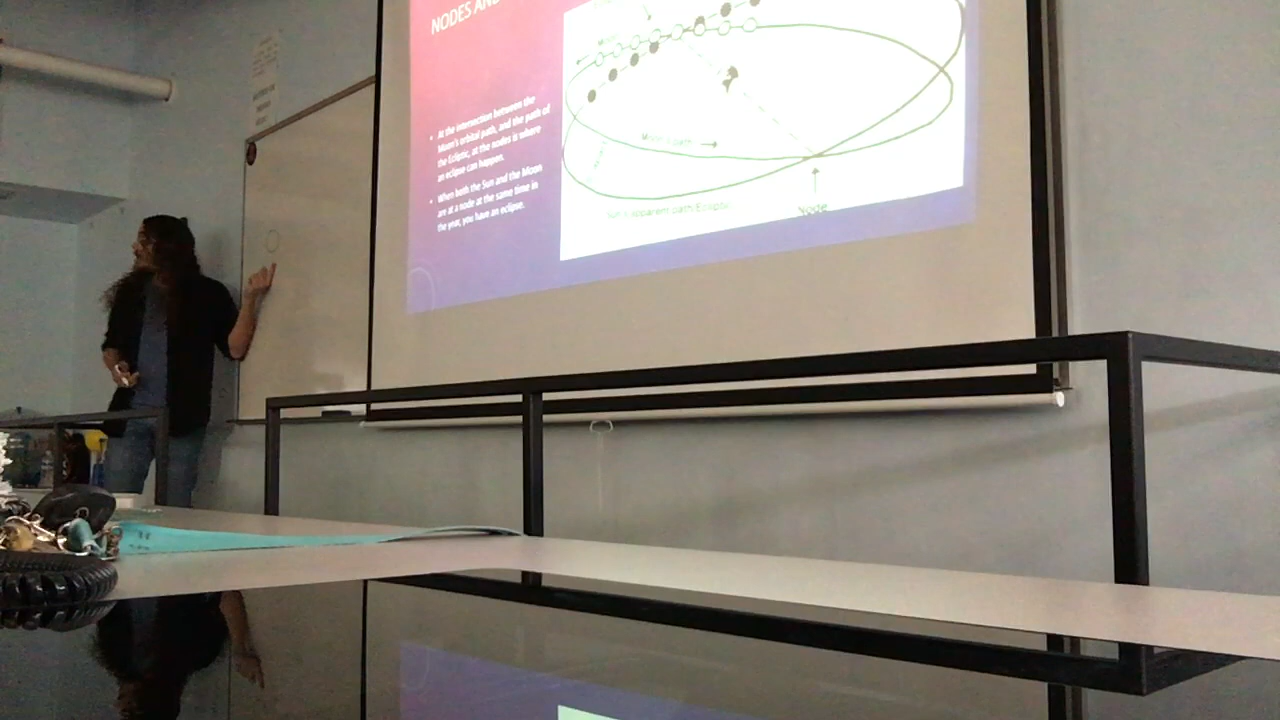 NODES AND
Moon
• At the intersection between the
Moon's orbital path, and the path of
the Ecliptic, at the nodes is where
an eclipse can happen.
• When both the Sun and the Moon
are at a node at the same time in
the year, you have an eclipse.
Moon's path
Sun's apparent path Ecliptic
Node